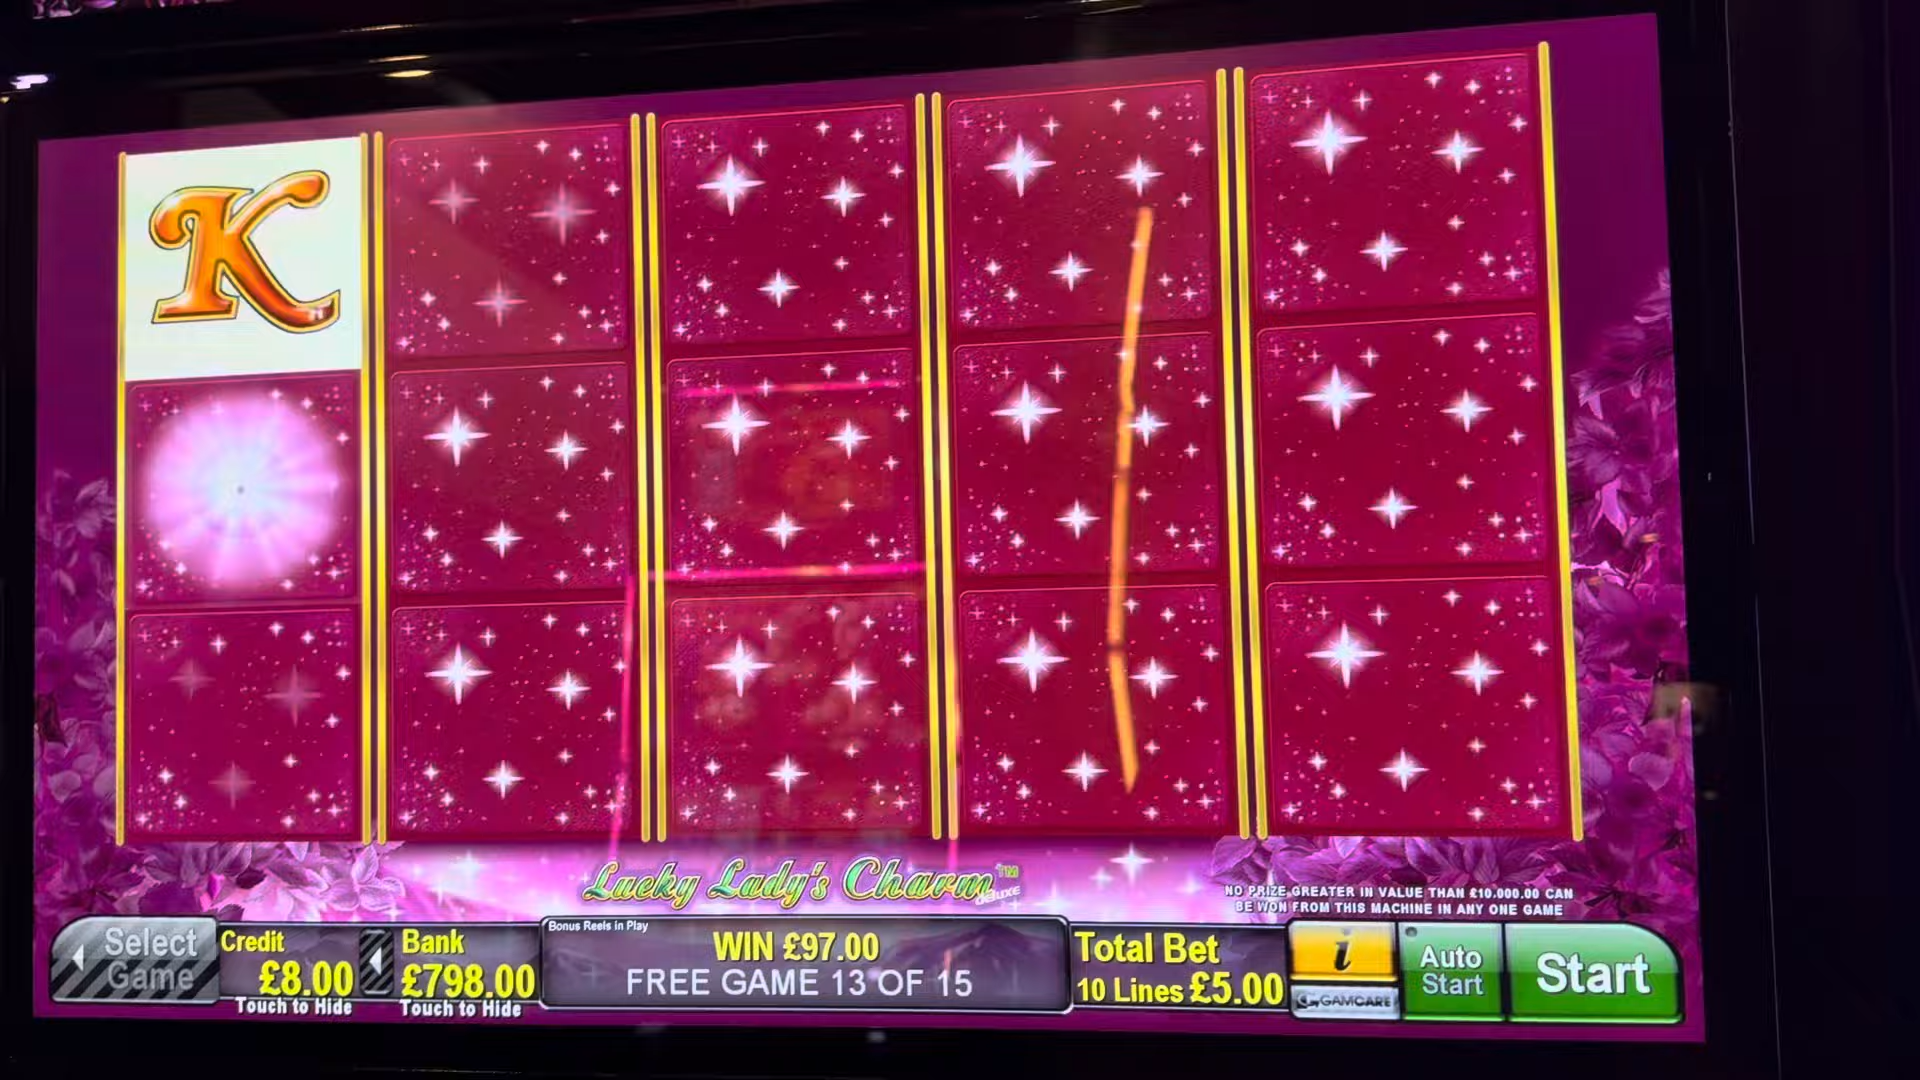 K
Lucky Lady's Charm™
deluxe
NO PRIZE GREATER IN VALUE THAN £10,000.00 CAN
BE WON FROM THIS MACHINE IN ANY ONE GAME
Select
Game
Credit
£8.00
Touch to Hide
Bank
£798.00
Touch to Hide
Bonus Reels in Play
WIN £97.00
FREE GAME 13 OF 15
Total Bet
10 Lines £5.00
i
GAMCARE
Auto
Start
Start